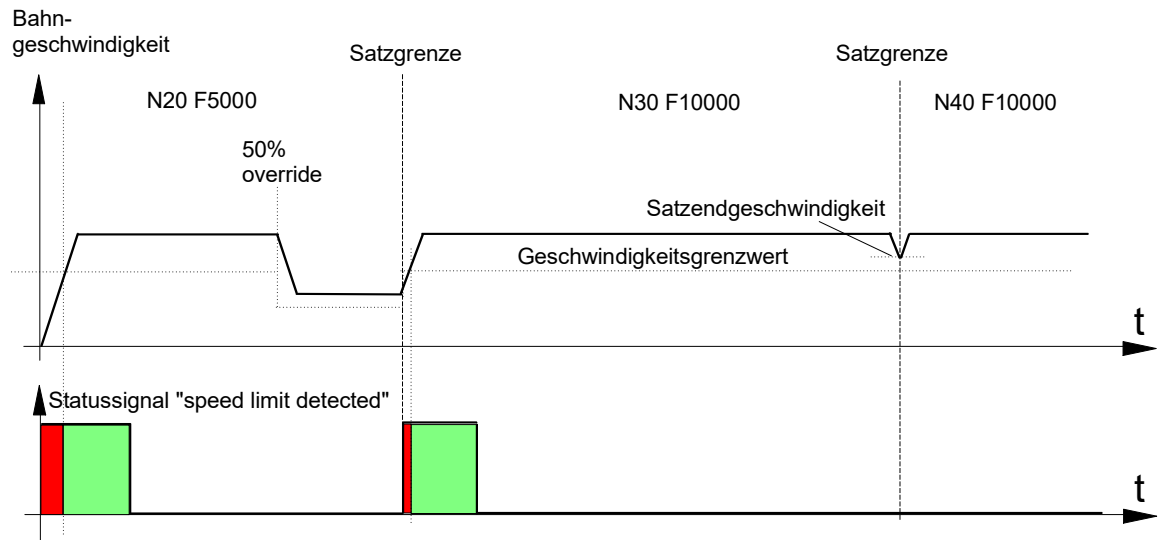 Bahn-
geschwindigkeit
Satzgrenze
Satzgrenze
N20 F5000
N30 F10000
N40 F10000
50%
override
Satzendgeschwindigkeit
Geschwindigkeitsgrenzwert
t
Statussignal "speed limit detected"
t